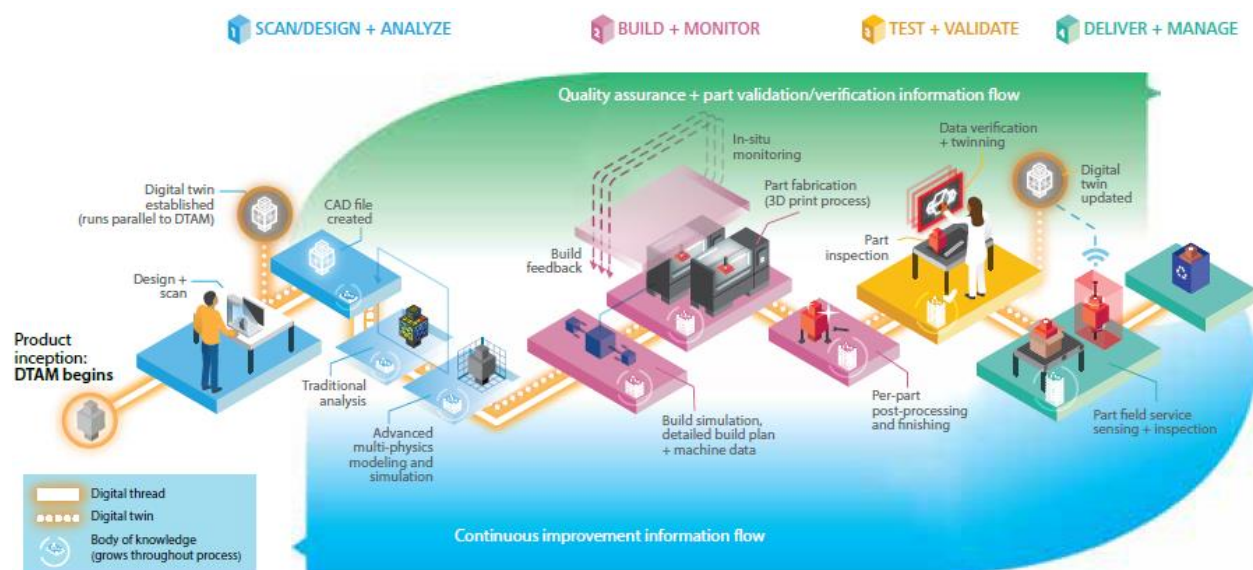 1 SCAN/DESIGN + ANALYZE
2 BUILD + MONITOR
3 TEST + VALIDATE
4 DELIVER + MANAGE
Quality assurance + part validation/verification information flow
Digital twin
established
(runs parallel to DTAM)
CAD file
created
Design +
scan
Product
inception:
DTAM begins
Traditional
analysis
Advanced
multi-physics
modeling and
simulation
In-situ
monitoring
Build
feedback
Part fabrication
(3D print process)
Build simulation,
detailed build plan
+ machine data
Per-part
post-processing
and finishing
Data verification
+ twinning
Part
inspection
Digital
twin
updated
Part field service
sensing + inspection
Digital thread
Digital twin
Body of knowledge
(grows throughout process)
Continuous improvement information flow